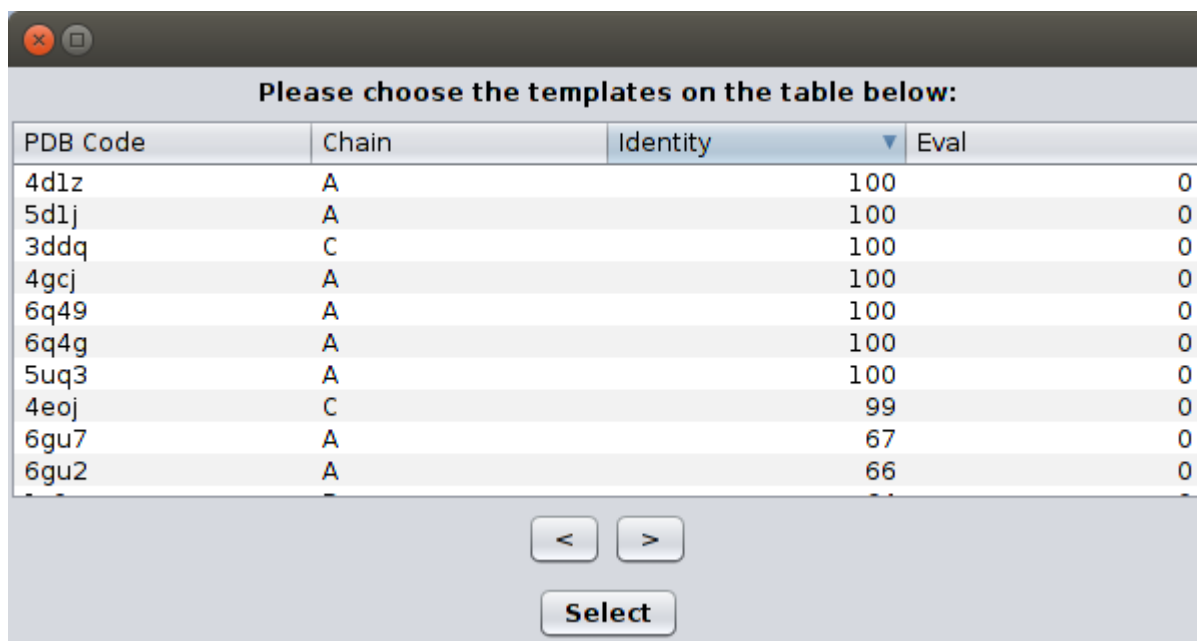 Please choose the templates on the table below:
PDB Code Chain Identity Eval
4d1z A 100 0
5d1j A 100 0
3ddq C 100 0
4gcj A 100 0
6q49 A 100 0
6q4g A 100 0
5uq3 A 100 0
4eoj C 99 0
6gu7 A 67 0
6gu2 A 66 0
< >
Select